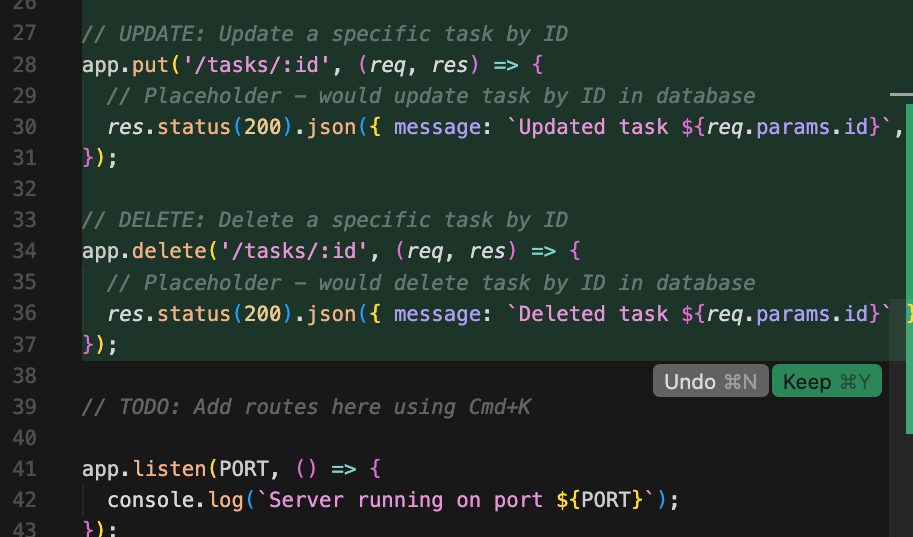 26
27 // UPDATE: Update a specific task by ID
28 app.put('/tasks/:id', (req, res) => {
29 // Placeholder – would update task by ID in database
30 res.status(200).json({ message: `Updated task ${req.params.id}`,
31 });
32
33 // DELETE: Delete a specific task by ID
34 app.delete('/tasks/:id', (req, res) => {
35 // Placeholder – would delete task by ID in database
36 res.status(200).json({ message: `Deleted task ${req.params.id}` }
37 });
38
Undo ⌘N Keep ⌘Y
39 // TODO: Add routes here using Cmd+K
40
41 app.listen(PORT, () => {
42 console.log(`Server running on port ${PORT}`);
43 });